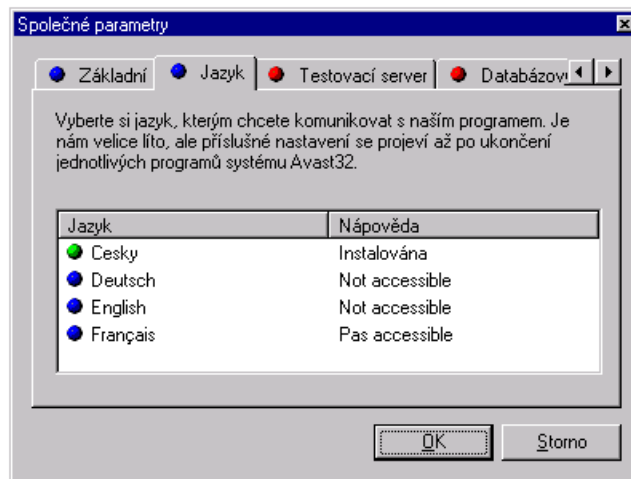 Společné parametry
Základní Jazyk Testovací server Databázov
Vyberte si jazyk, kterým chcete komunikovat s naším programem. Je
nám velice líto, ale příslušné nastavení se projeví až po ukončení
jednotlivých programů systému Avast32.
Jazyk Nápověda
Cesky Instalována
Deutsch Not accessible
English Not accessible
Français Pas accessible
OK Storno